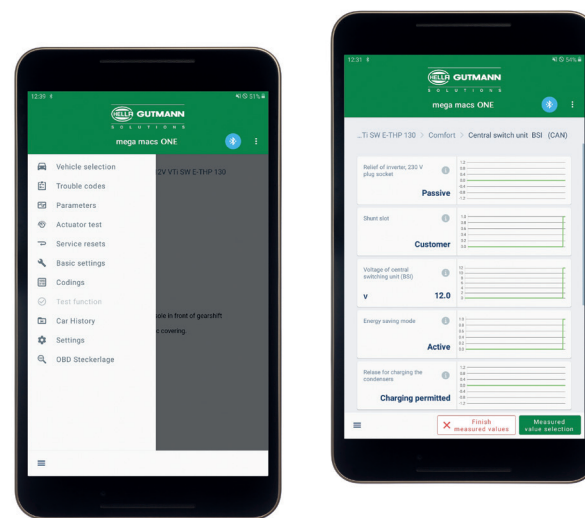 12:39
51%
HELLA GUTMANN
SOLUTIONS
mega macs ONE
Vehicle selection
.2V VTi SW E-THP 130
Trouble codes
Parameters
Actuator test
Service resets
Basic settings
Codings
Test function
Car History
ole in front of gearshift
Settings
c covering
OBD Steckerlage
12:31
54%
HELLA GUTMANN
SOLUTIONS
mega macs ONE
...Ti SW E-THP 130 > Comfort > Central switch unit BSI (CAN)
Relief of inverter, 230 V
plug socket
Passive
Shunt slot
Customer
Voltage of central
switching unit (BSI)
V 12.0
Energy saving mode
Active
Relase for charging the
condensers
Charging permitted
Finish
measured values
Measured
value selection